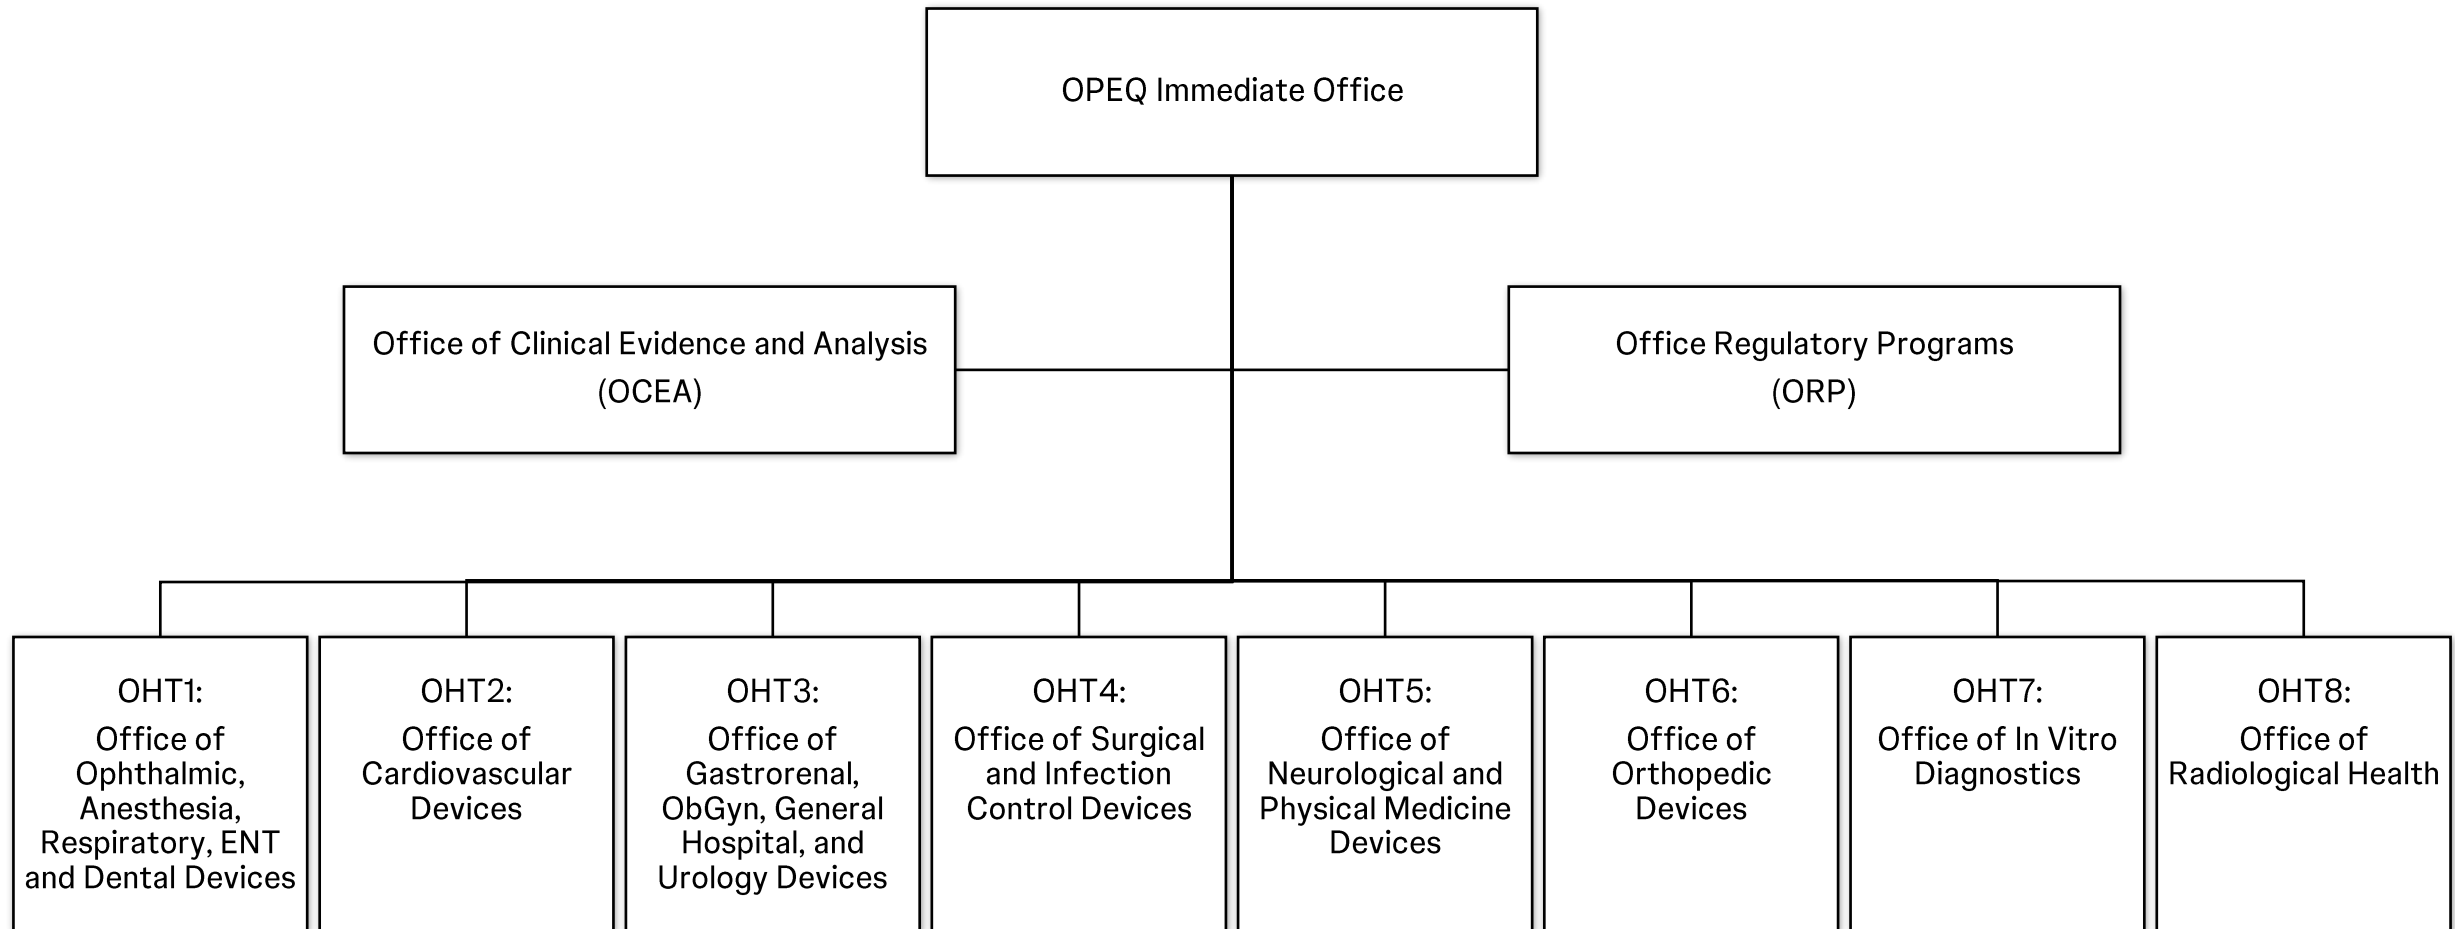 OPEQ Immediate Office
Office of Clinical Evidence and Analysis
(OCEA)
Office Regulatory Programs
(ORP)
OHT1:
Office of
Ophthalmic,
Anesthesia,
Respiratory, ENT
and Dental Devices
OHT2:
Office of
Cardiovascular
Devices
OHT3:
Office of
Gastrorenal,
ObGyn, General
Hospital, and
Urology Devices
OHT4:
Office of Surgical
and Infection
Control Devices
OHT5:
Office of
Neurological and
Physical Medicine
Devices
OHT6:
Office of
Orthopedic
Devices
OHT7:
Office of In Vitro
Diagnostics
OHT8:
Office of
Radiological Health